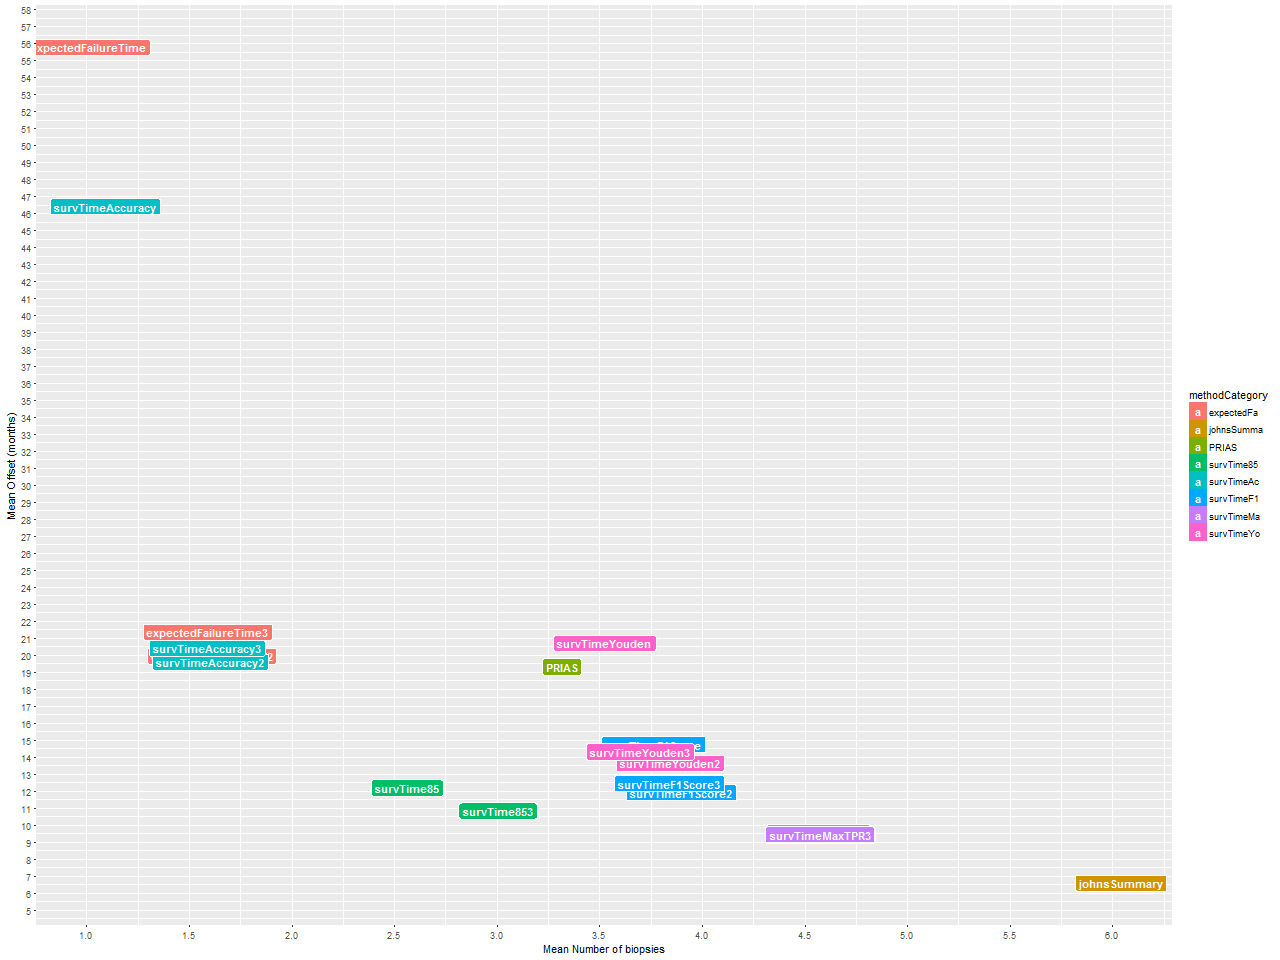 58
57
56
55
54
53
52
51
50
49
48
47
46
45
44
43
42
41
40
39
38
37
36
35
34
33
32
31
30
29
28
27
26
25
24
23
22
21
20
19
18
17
16
15
14
13
12
11
10
9
8
7
6
5
Mean Offset (months)
xpectedFailureTime
survTimeAccuracy
expectedFailureTime3
survTimeAccuracy3
2
survTimeAccuracy2
survTimeYouden
PRIAS
survTimeYouden3
survTimeYouden2
survTime85
survTimeF1Score3
survTimeF1Score2
survTime853
survTimeMaxTPR3
johnsSummary
1.0 1.5 2.0 2.5 3.0 3.5 4.0 4.5 5.0 5.5 6.0
Mean Number of biopsies
methodCategory
a expectedFa
a johnsSumma
a PRIAS
a survTime85
a survTimeAc
a survTimeF1
a survTimeMa
a survTimeYo